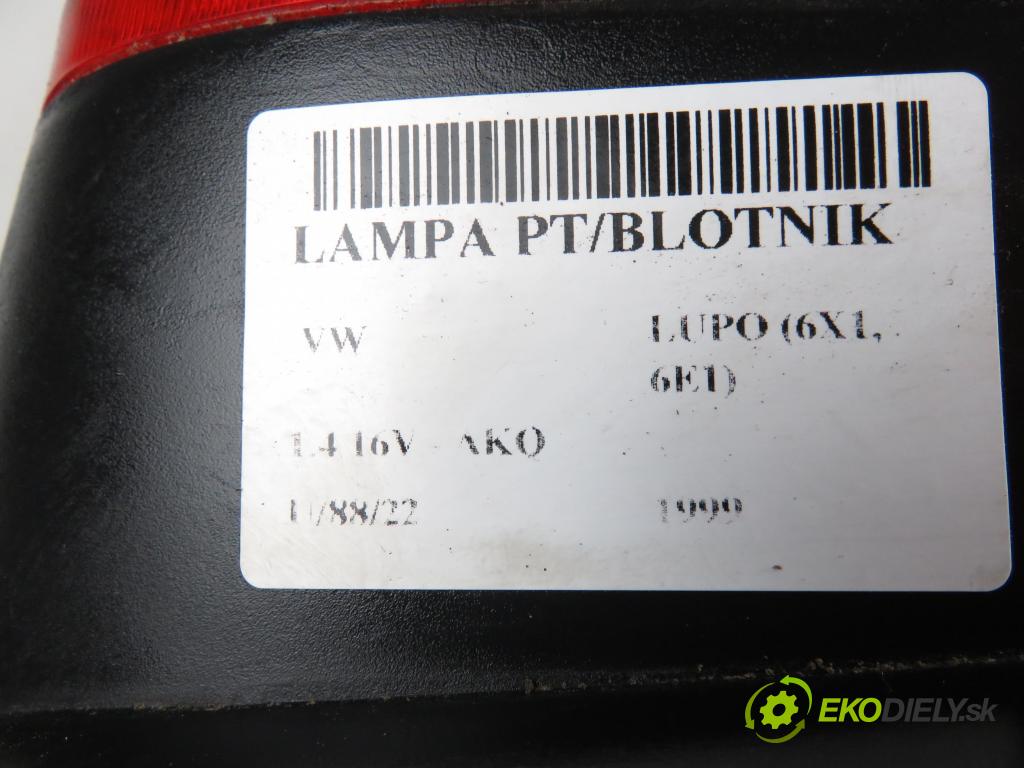 LAMPA PT/BLOTNIK
VW
LUPO (6X1,
6E1)
1.4 16V AKQ
1999
EKODIELY.sk